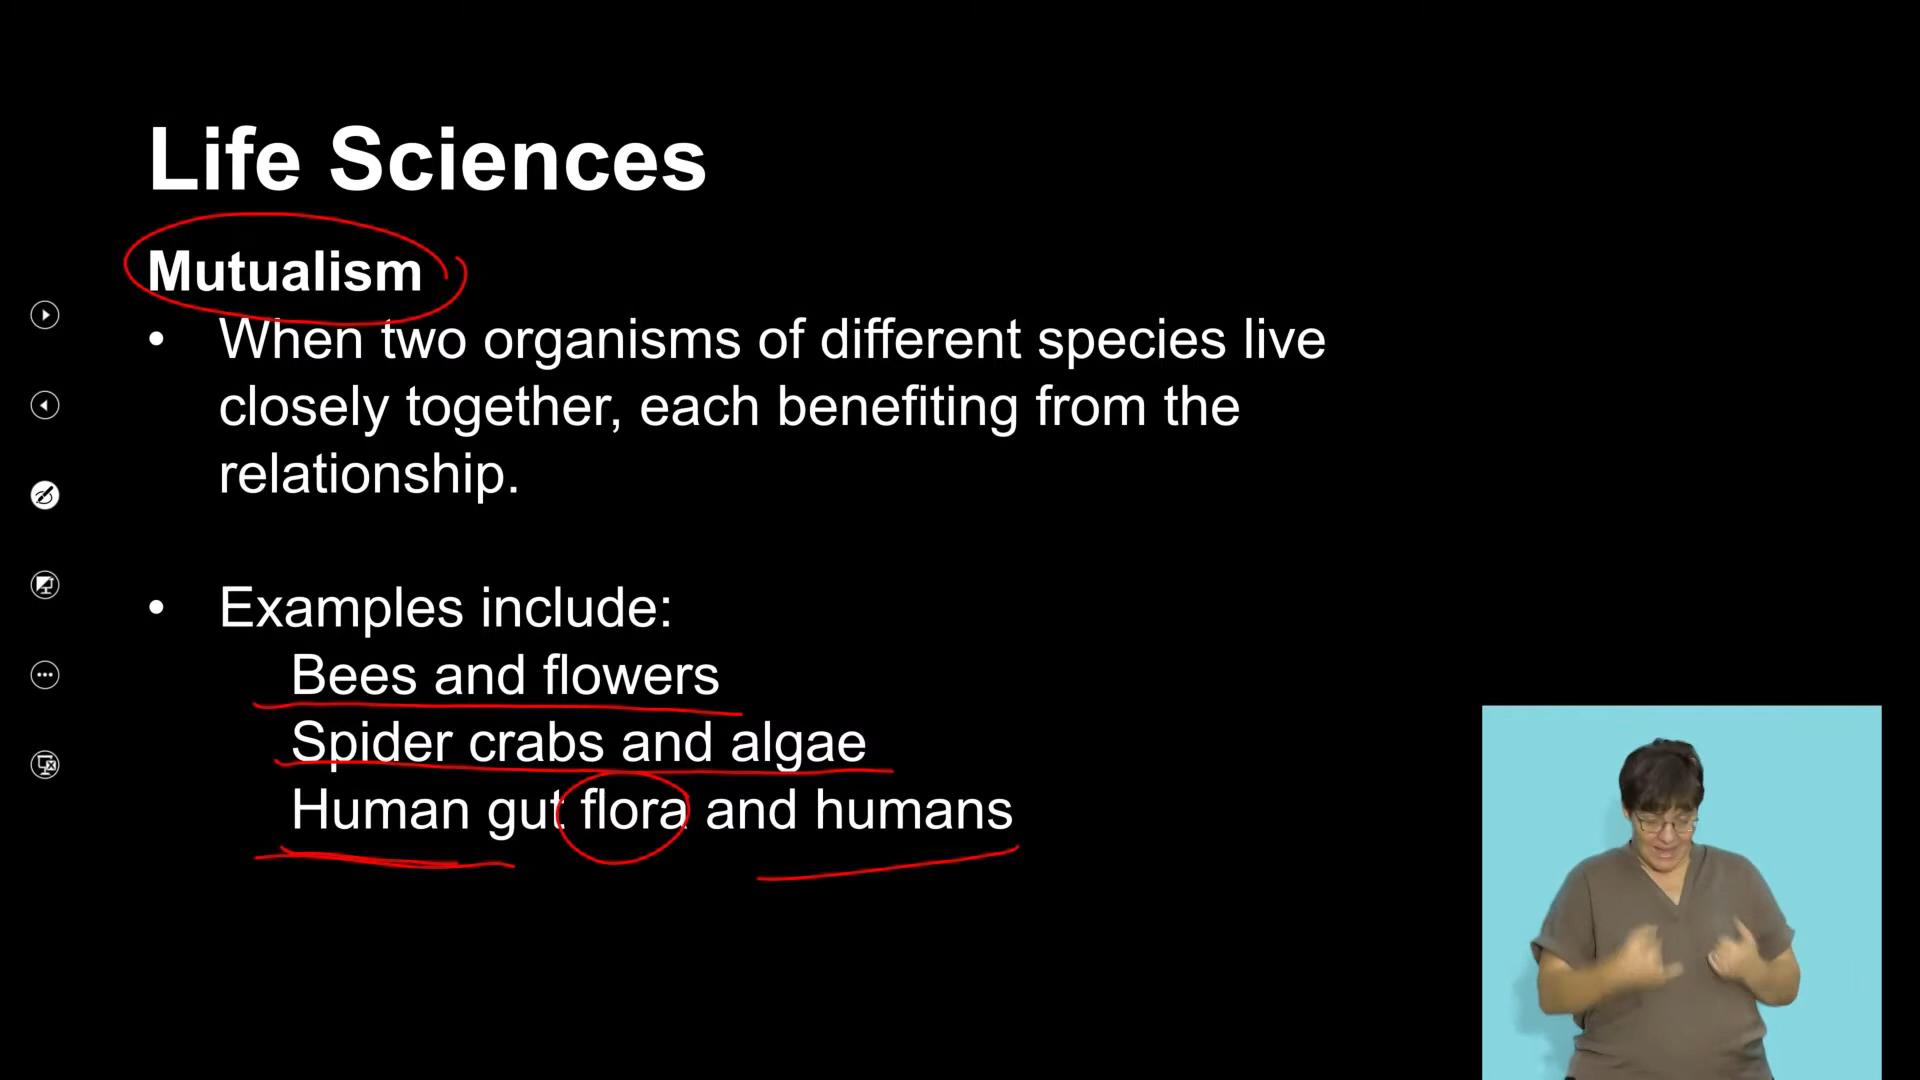 Life Sciences
Mutualism
• When two organisms of different species live
closely together, each benefiting from the
relationship.
• Examples include:
Bees and flowers
Spider crabs and algae
Human gut flora and humans